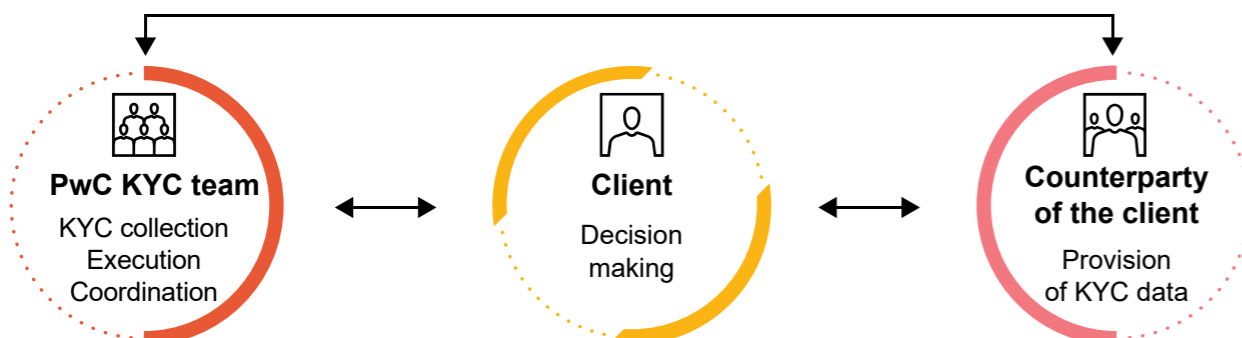 PwC KYC team
KYC collection
Execution
Coordination
Client
Decision
making
Counterparty
of the client
Provision
of KYC data